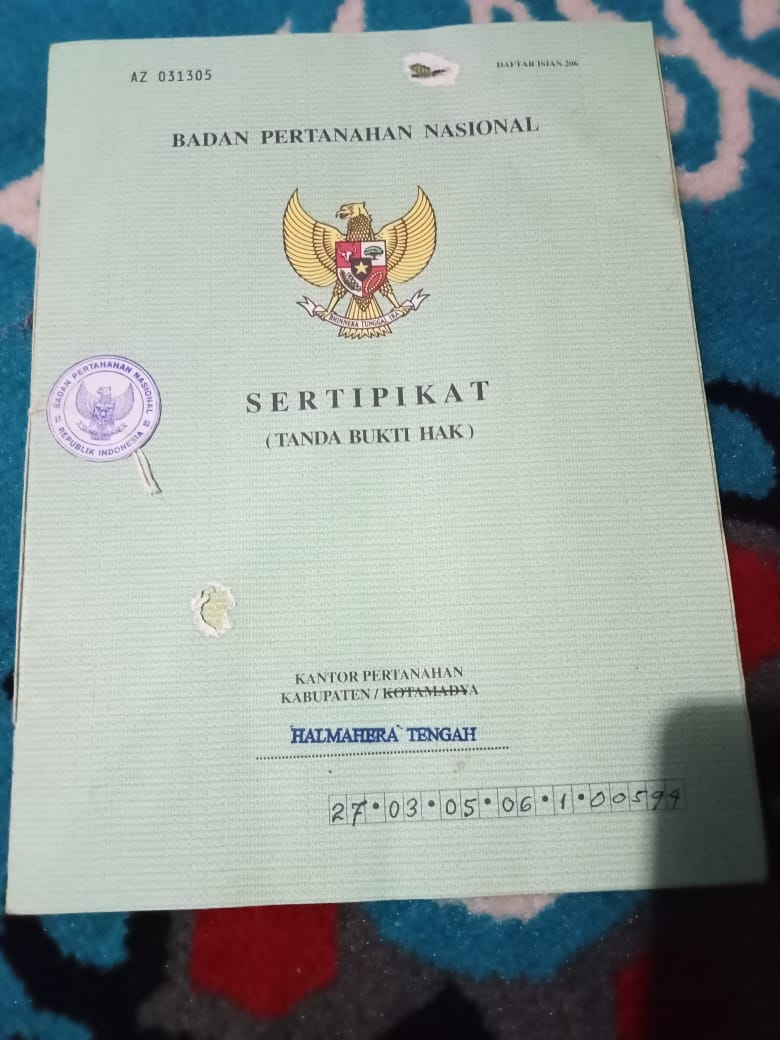 AZ 031305
DAFTAR ISIAN 206
BADAN PERTANAHAN NASIONAL
BHINNEKA TUNGGAL IKA
SERTIPIKAT
(TANDA BUKTI HAK)
BADAN PERTANAHAN NASIONAL
REPUBLIK INDONESIA
KANTOR PERTANAHAN
KABUPATEN / KOTAMADYA
HALMAHERA TENGAH
27.03.05.06.1.00594